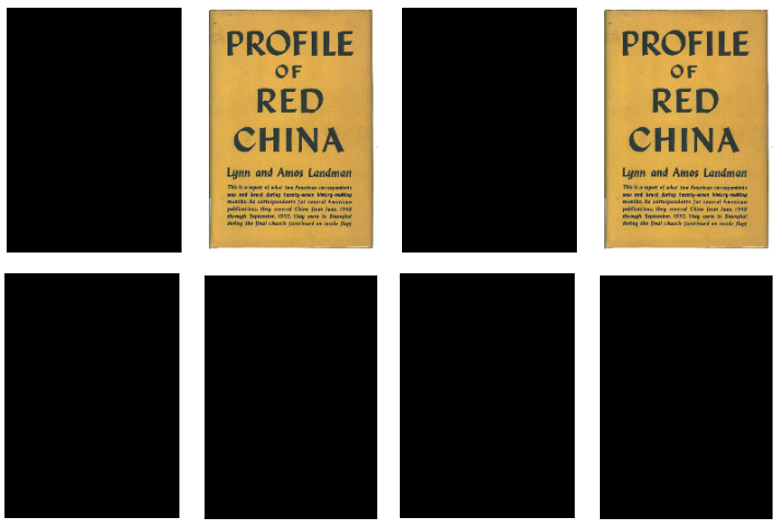 PROFILE
OF
RED
CHINA
Lynn and Amos Landman
This is a report of what two American correspondents
saw and heard during twenty-seven history-making
months. As correspondents for several American
publications, they covered China from June, 1948
through September, 1950. They were in Shanghai
during the final chaotic (continued on inside flap)
PROFILE
OF
RED
CHINA
Lynn and Amos Landman
This is a report of what two American correspondents
saw and heard during twenty-seven history-making
months. As correspondents for several American
publications, they covered China from June, 1948
through September, 1950. They were in Shanghai
during the final chaotic (continued on inside flap)